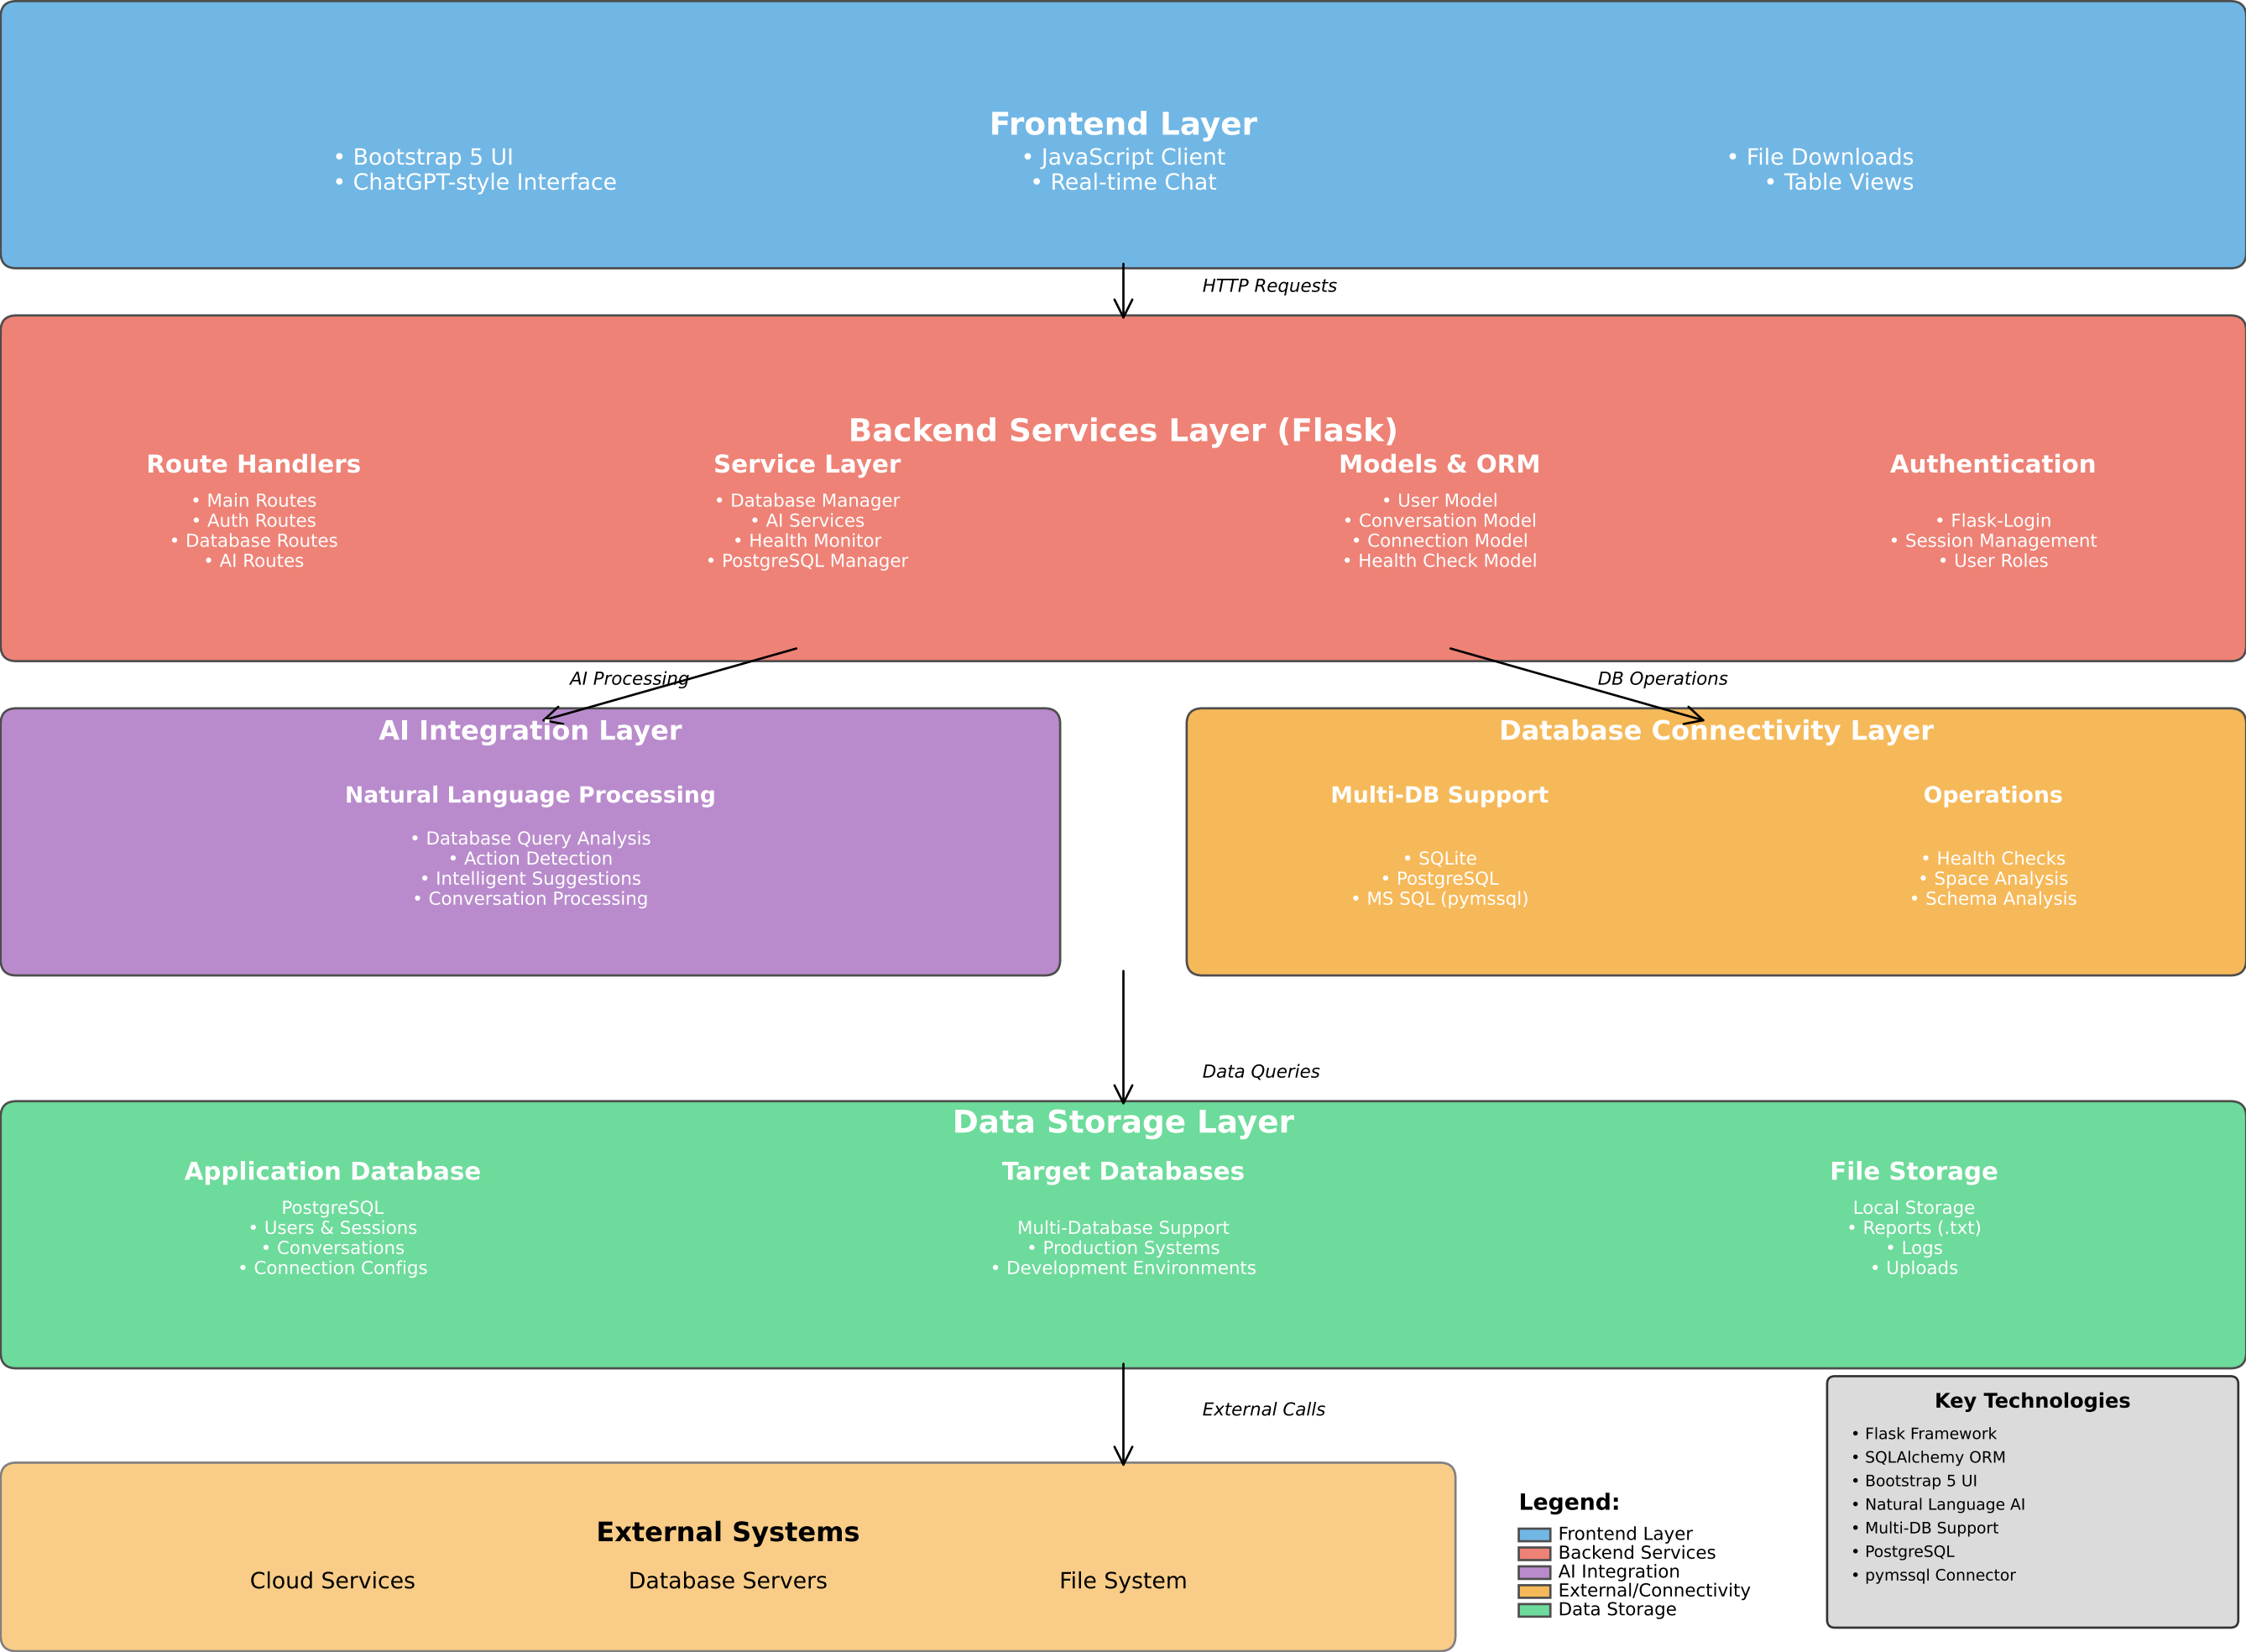 Frontend Layer
• Bootstrap 5 UI
• ChatGPT-style Interface
• JavaScript Client
• Real-time Chat
• File Downloads
• Table Views
HTTP Requests
Backend Services Layer (Flask)
Route Handlers
• Main Routes
• Auth Routes
• Database Routes
• AI Routes
Service Layer
• Database Manager
• AI Services
• Health Monitor
• PostgreSQL Manager
Models & ORM
• User Model
• Conversation Model
• Connection Model
• Health Check Model
Authentication
• Flask-Login
• Session Management
• User Roles
AI Processing
DB Operations
AI Integration Layer
Natural Language Processing
• Database Query Analysis
• Action Detection
• Intelligent Suggestions
• Conversation Processing
Database Connectivity Layer
Multi-DB Support
• SQLite
• PostgreSQL
• MS SQL (pymssql)
Operations
• Health Checks
• Space Analysis
• Schema Analysis
Data Queries
Data Storage Layer
Application Database
PostgreSQL
• Users & Sessions
• Conversations
• Connection Configs
Target Databases
Multi-Database Support
• Production Systems
• Development Environments
File Storage
Local Storage
• Reports (.txt)
• Logs
• Uploads
External Calls
External Systems
Cloud Services
Database Servers
File System
Legend:
Frontend Layer
Backend Services
AI Integration
External/Connectivity
Data Storage
Key Technologies
• Flask Framework
• SQLAlchemy ORM
• Bootstrap 5 UI
• Natural Language AI
• Multi-DB Support
• PostgreSQL
• pymssql Connector